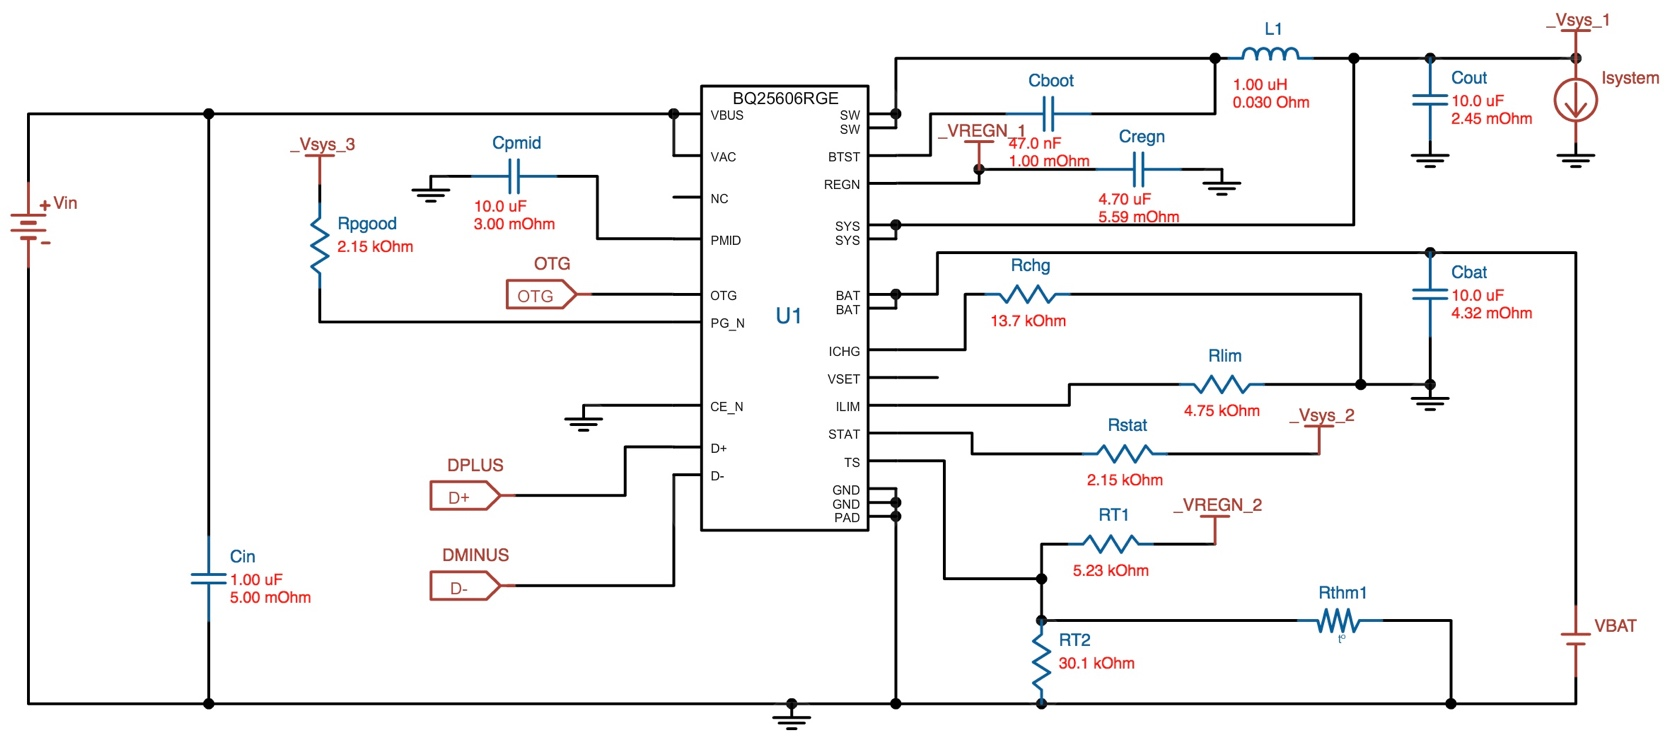 L1
1.00 uH
0.030 Ohm
_Vsys_1
Isystem
Cout
10.0 uF
2.45 mOhm
Cboot
47.0 nF
1.00 mOhm
_VREGN_1
Cregn
4.70 uF
5.59 mOhm
BQ25606RGE
U1
VBUS
VAC
NC
PMID
OTG
PG_N
CE_N
D+
D-
SW
SW
BTST
REGN
SYS
SYS
BAT
BAT
ICHG
VSET
ILIM
STAT
TS
GND
GND
PAD
+
Vin
-
_Vsys_3
Rpgood
2.15 kOhm
Cpmid
10.0 uF
3.00 mOhm
OTG
OTG
DPLUS
D+
DMINUS
D-
Cin
1.00 uF
5.00 mOhm
Rchg
13.7 kOhm
Cbat
10.0 uF
4.32 mOhm
Rlim
4.75 kOhm
Rstat
2.15 kOhm
_Vsys_2
RT1
5.23 kOhm
_VREGN_2
RT2
30.1 kOhm
Rthm1
t°
VBAT